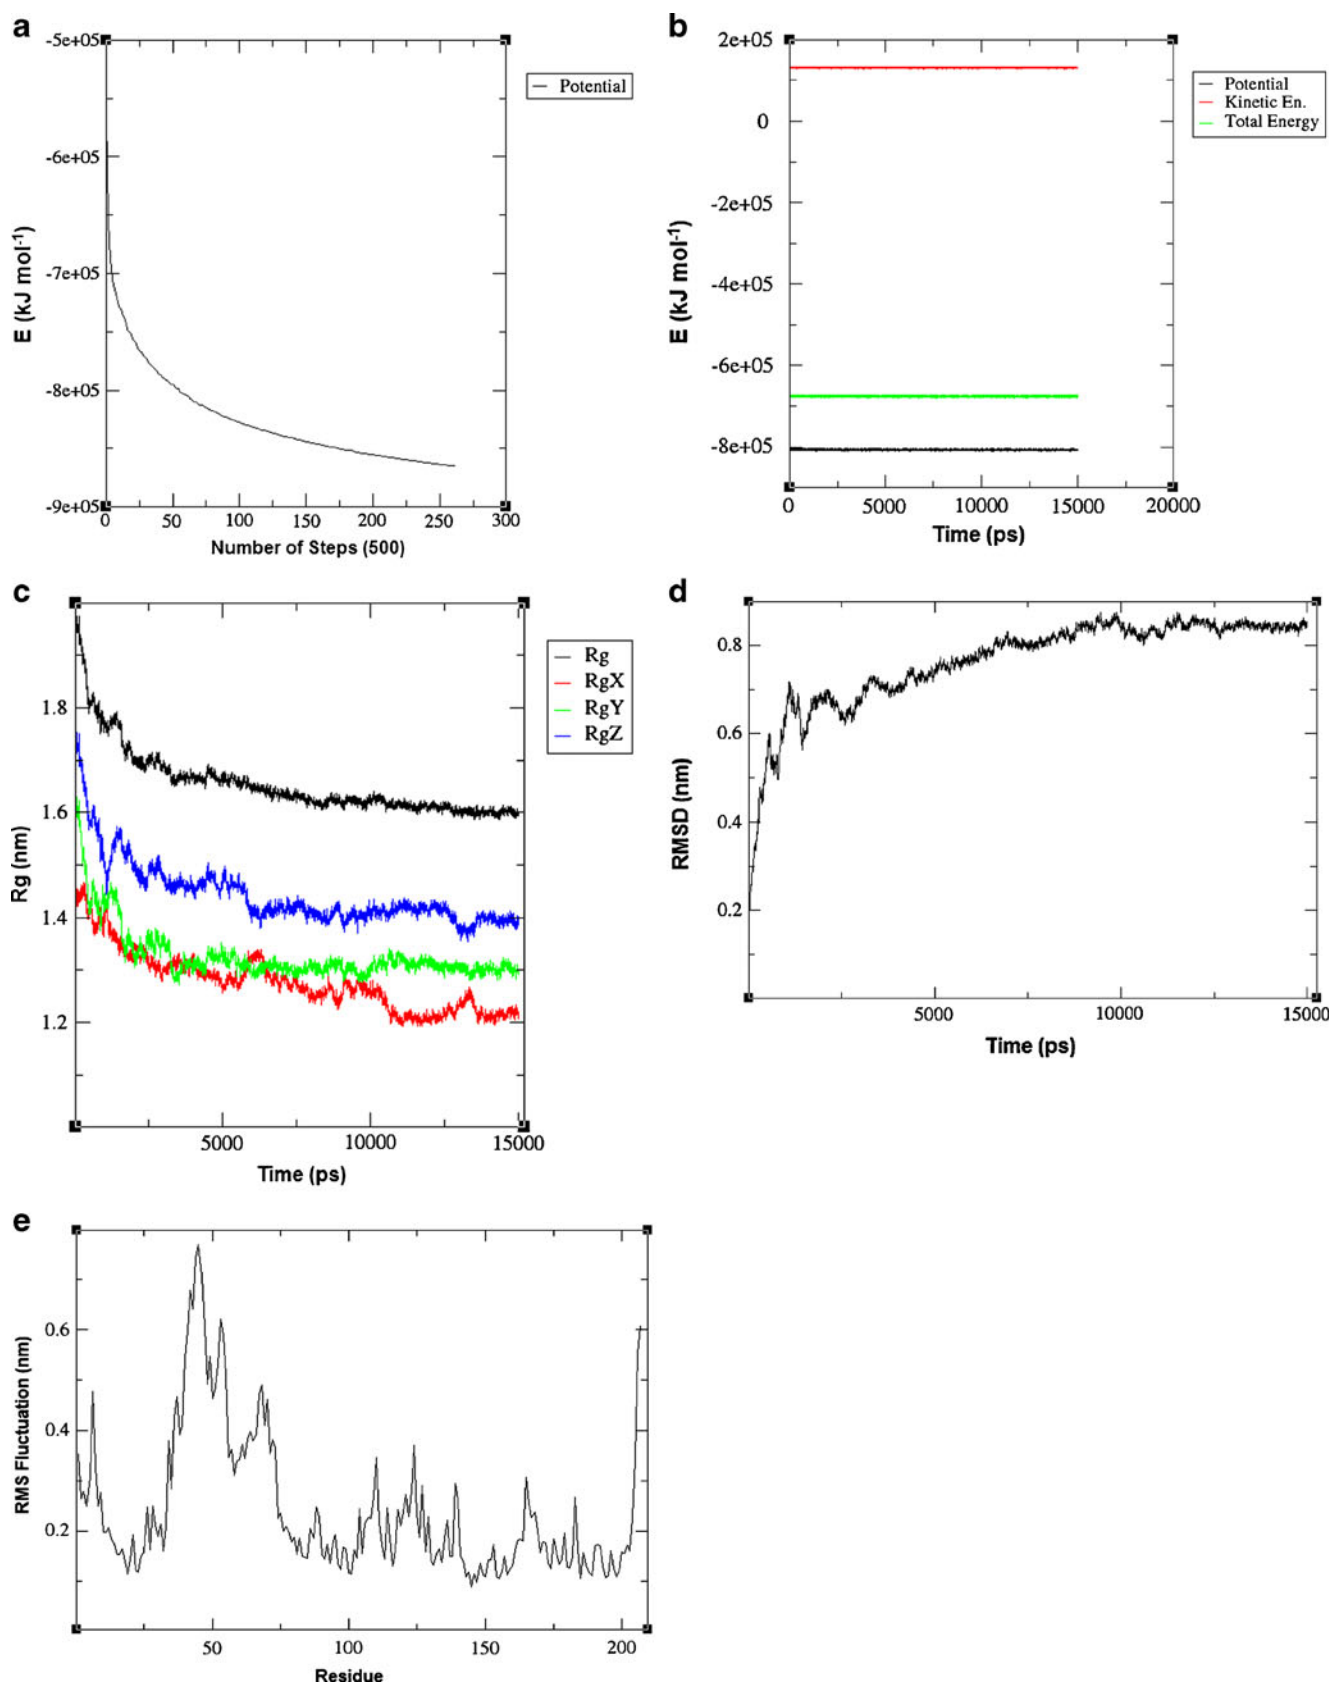 a
-5e+05
-6e+05
-7e+05
-8e+05
-9e+05
E (kJ mol-1)
0 50 100 150 200 250 300
Number of Steps (500)
Potential
b
2e+05
0
-2e+05
-4e+05
-6e+05
-8e+05
E (kJ mol-1)
0 5000 10000 15000 20000
Time (ps)
Potential
Kinetic En.
Total Energy
c
1.8
1.6
1.4
1.2
Rg (nm)
5000 10000 15000
Time (ps)
Rg
RgX
RgY
RgZ
d
0.8
0.6
0.4
0.2
RMSD (nm)
5000 10000 15000
Time (ps)
e
0.6
0.4
0.2
RMS Fluctuation (nm)
50 100 150 200
Residue